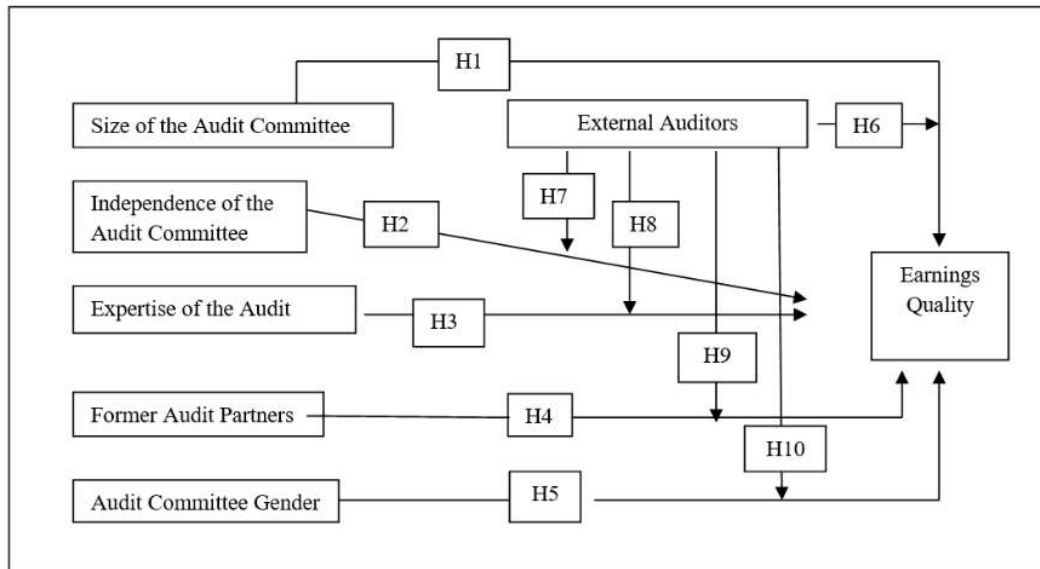 H1
Size of the Audit Committee
External Auditors
H6
Independence of the
Audit Committee
H2
H7
H8
Earnings
Quality
Expertise of the Audit
H3
H9
Former Audit Partners
H4
H10
Audit Committee Gender
H5